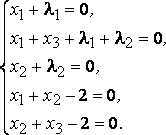 x₁ + λ₁ = 0,
x₁ + x₃ + λ₁ + λ₂ = 0,
x₂ + λ₂ = 0,
x₁ + x₂ − 2 = 0,
x₂ + x₃ − 2 = 0.